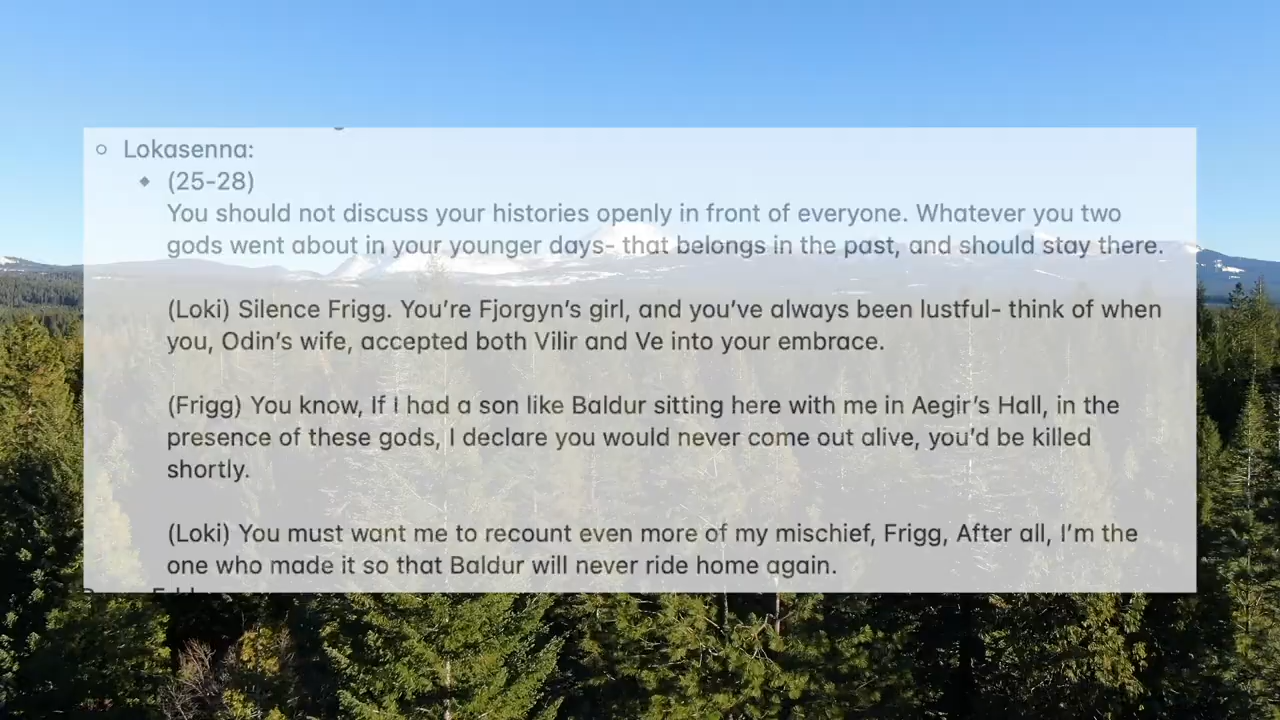 Lokasenna:
(25-28)
You should not discuss your histories openly in front of everyone. Whatever you two
gods went about in your younger days- that belongs in the past, and should stay there.
(Loki) Silence Frigg. You're Fjorgyn's girl, and you've always been lustful- think of when
you, Odin's wife, accepted both Vilir and Ve into your embrace.
(Frigg) You know, If I had a son like Baldur sitting here with me in Aegir's Hall, in the
presence of these gods, I declare you would never come out alive, you'd be killed
shortly.
(Loki) You must want me to recount even more of my mischief, Frigg, After all, I'm the
one who made it so that Baldur will never ride home again.